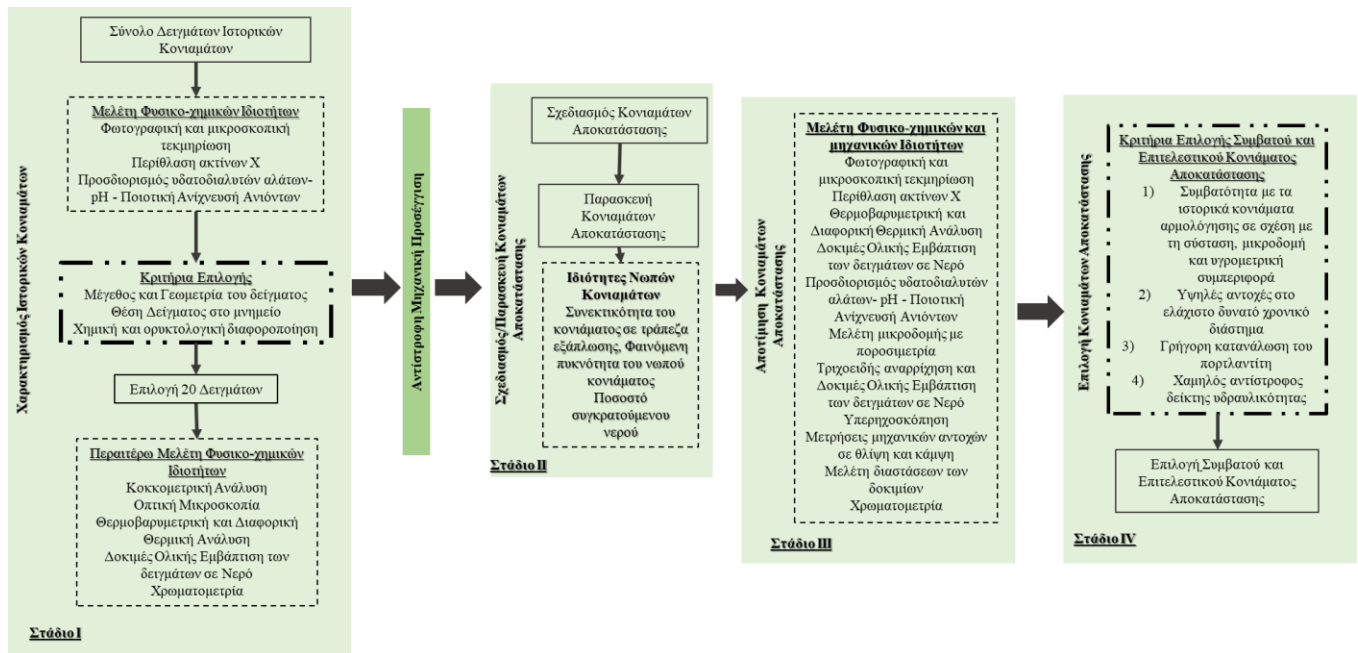 Χαρακτηρισμός Ιστορικών Κονιαμάτων
Σύνολο Δειγμάτων Ιστορικών
Κονιαμάτων
Μελέτη Φυσικο-χημικών Ιδιοτήτων
Φωτογραφική και μικροσκοπική
τεκμηρίωση
Περίθλαση ακτίνων Χ
Προσδιορισμός υδατοδιαλυτών αλάτων-
pH - Ποιοτική Ανίχνευσή Ανιόντων
Κριτήρια Επιλογής
Μέγεθος και Γεωμετρία του δείγματος
Θέση Δείγματος στο μνημείο
Χημική και ορυκτολογική διαφοροποίηση
Επιλογή 20 Δειγμάτων
Περαιτέρω Μελέτη Φυσικο-χημικών
Ιδιοτήτων
Κοκκομετρική Ανάλυση
Οπτική Μικροσκοπία
Θερμοβαρυμετρική και Διαφορική
Θερμική Ανάλυση
Δοκιμές Ολικής Εμβάπτιση των
δειγμάτων σε Νερό
Χρωματομετρία
Στάδιο Ι
Αντίστροφη Μηχανική Προσέγγιση
Σχεδιασμός/Παρασκευή Κονιαμάτων
Αποκατάστασης
Σχεδιασμός Κονιαμάτων
Αποκατάστασης
Παρασκευή
Κονιαμάτων
Αποκατάστασης
Ιδιότητες Νωπών
Κονιαμάτων
Συνεκτικότητα του
κονιάματος σε τράπεζα
εξάπλωσης, Φαινόμενη
πυκνότητα του νωπού
κονιάματος
Ποσοστό
συγκρατούμενου
νερού
Στάδιο ΙΙ
Αποτίμηση Κονιαμάτων
Αποκατάστασης
Μελέτη Φυσικο-χημικών και
μηχανικών Ιδιοτήτων
Φωτογραφική και
μικροσκοπική τεκμηρίωση
Περίθλαση ακτίνων Χ
Θερμοβαρυμετρική και
Διαφορική Θερμική Ανάλυση
Δοκιμές Ολικής Εμβάπτιση
των δειγμάτων σε Νερό
Προσδιορισμός υδατοδιαλυτών
αλάτων- pH - Ποιοτική
Ανίχνευσή Ανιόντων
Μελέτη μικροδομής με
ποροσιμετρία
Τριχοειδής αναρρίχηση και
Δοκιμές Ολικής Εμβάπτιση
των δειγμάτων σε Νερό
Υπερηχοσκόπηση
Μετρήσεις μηχανικών αντοχών
σε θλίψη και κάμψη
Μελέτη διαστάσεων των
δοκιμίων
Χρωματομετρία
Στάδιο ΙΙΙ
Επιλογή Κονιαμάτων Αποκατάστασης
Κριτήρια Επιλογής Συμβατού και
Επιτελεστικού Κονιάματος
Αποκατάστασης
1) Συμβατότητα με τα
ιστορικά κονιάματα
αρμολόγησης σε σχέση με
τη σύσταση, μικροδομή
και υγρομετρική
συμπεριφορά
2) Υψηλές αντοχές στο
ελάχιστο δυνατό χρονικό
διάστημα
3) Γρήγορη κατανάλωση του
πορτλαντίτη
4) Χαμηλός αντίστροφος
δείκτης υδραυλικότητας
Επιλογή Συμβατού και
Επιτελεστικού Κονιάματος
Αποκατάστασης
Στάδιο IV